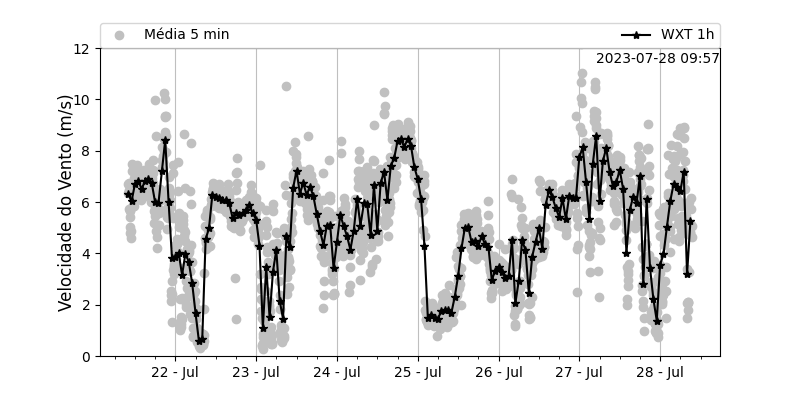 Média 5 min
WXT 1h
2023-07-28 09:57
Velocidade do Vento (m/s)
12
10
8
6
4
2
0
22 - Jul
23 - Jul
24 - Jul
25 - Jul
26 - Jul
27 - Jul
28 - Jul